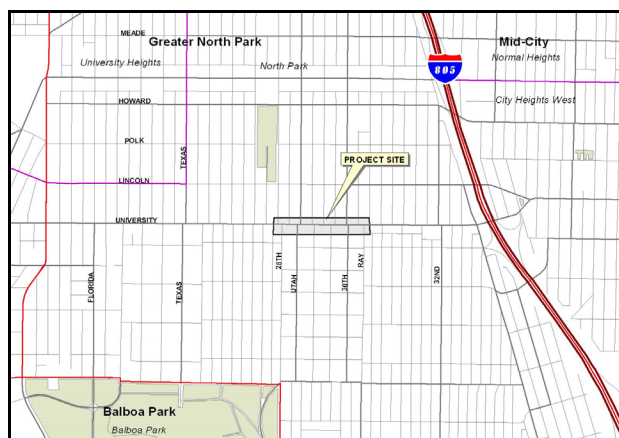 MEADE
Greater North Park
Mid-City
University Heights
North Park
Normal Heights
805
HOWARD
City Heights West
POLK
TEXAS
PROJECT SITE
LINCOLN
UNIVERSITY
28TH
RAY
FLORIDA
TEXAS
UTAH
30TH
32ND
Balboa Park
Balboa Park